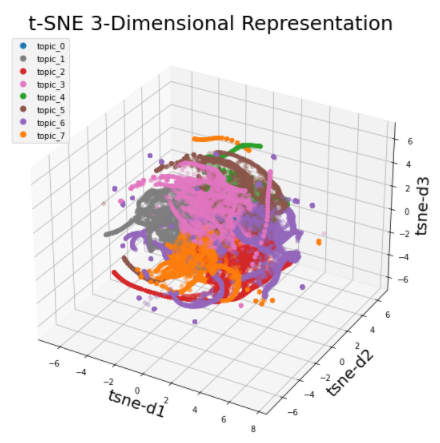 t-SNE 3-Dimensional Representation
topic_0
topic_1
topic_2
topic_3
topic_4
topic_5
topic_6
topic_7
6
4
2
0
−2
−4
−6
tsne-d3
−6
−4
−2
0
2
4
6
8
tsne-d1
−6
−4
−2
0
2
4
6
tsne-d2